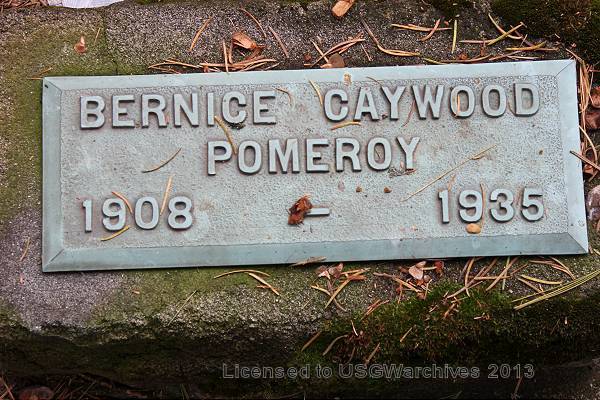 BERNICE CAYWOOD
POMEROY
1908 – 1935
Licensed to USGWarchives 2013